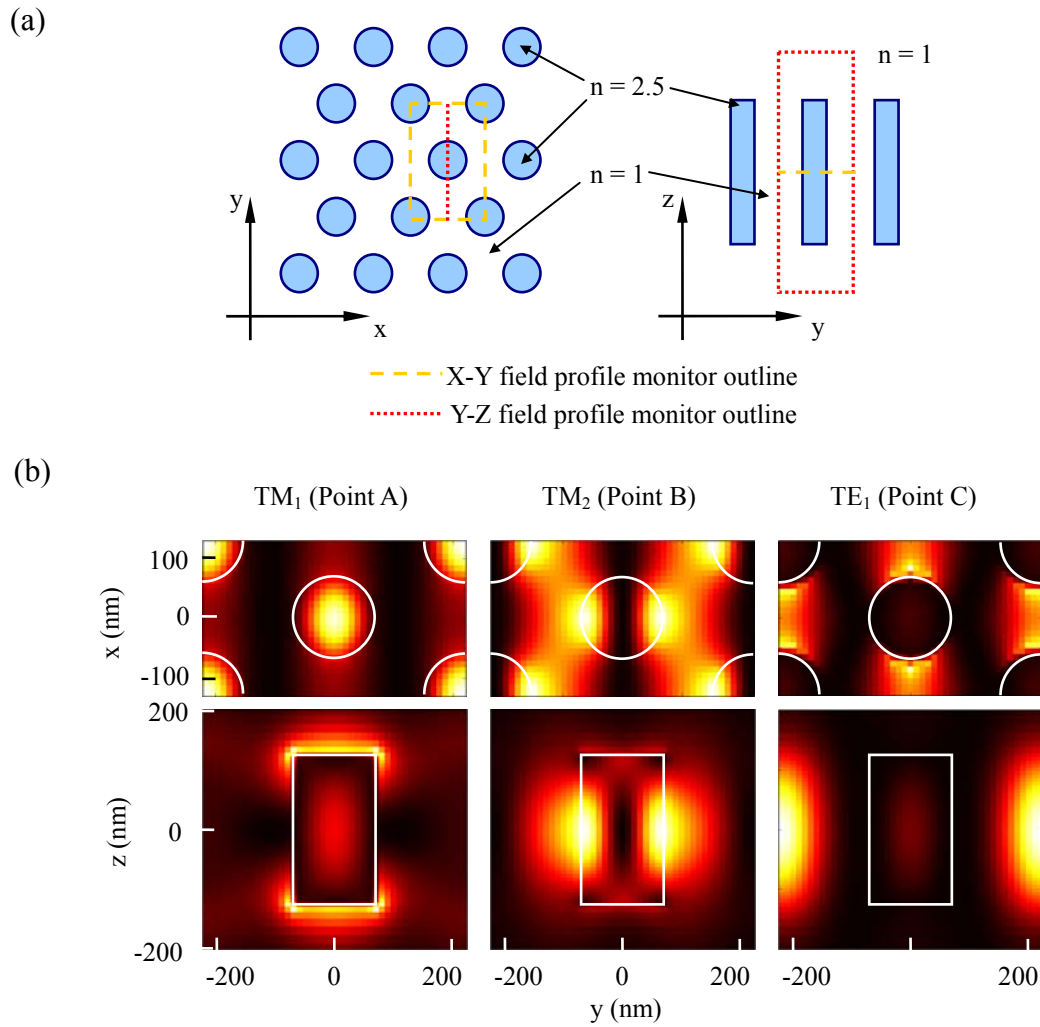 (a)
n = 1
n = 2.5
n = 1
y
x
z
y
X-Y field profile monitor outline
Y-Z field profile monitor outline
(b)
TM₁ (Point A)
TM₂ (Point B)
TE₁ (Point C)
x (nm)
100
0
-100
z (nm)
200
0
-200
-200 0 200
-200 0 200
-200 0 200
y (nm)